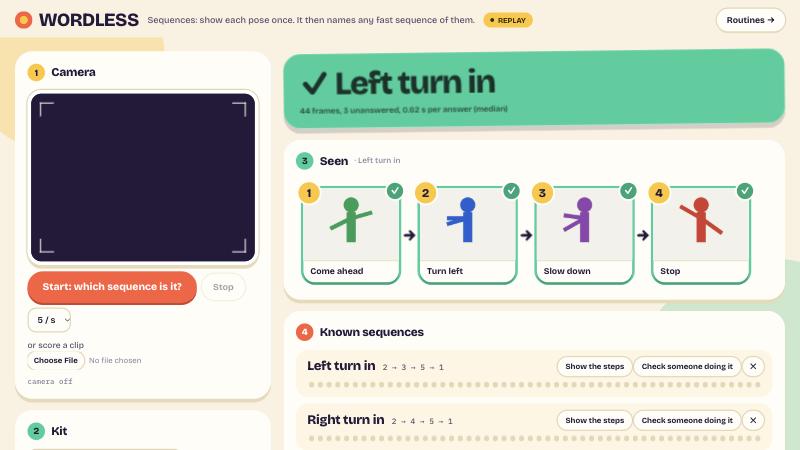 WORDLESS Sequences: show each pose once. It then names any fast sequence of them. REPLAY Routines →
1 Camera
Start: which sequence is it? Stop
5 / s
or score a clip
Choose File No file chosen
camera off
2 Kit
✓ Left turn in
44 frames, 3 unanswered, 0.62 s per answer (median)
3 Seen · Left turn in
1 2 3 4
Come ahead Turn left Slow down Stop
4 Known sequences
Left turn in 2 → 3 → 5 → 1 Show the steps Check someone doing it ✕
Right turn in 2 → 4 → 5 → 1 Show the steps Check someone doing it ✕